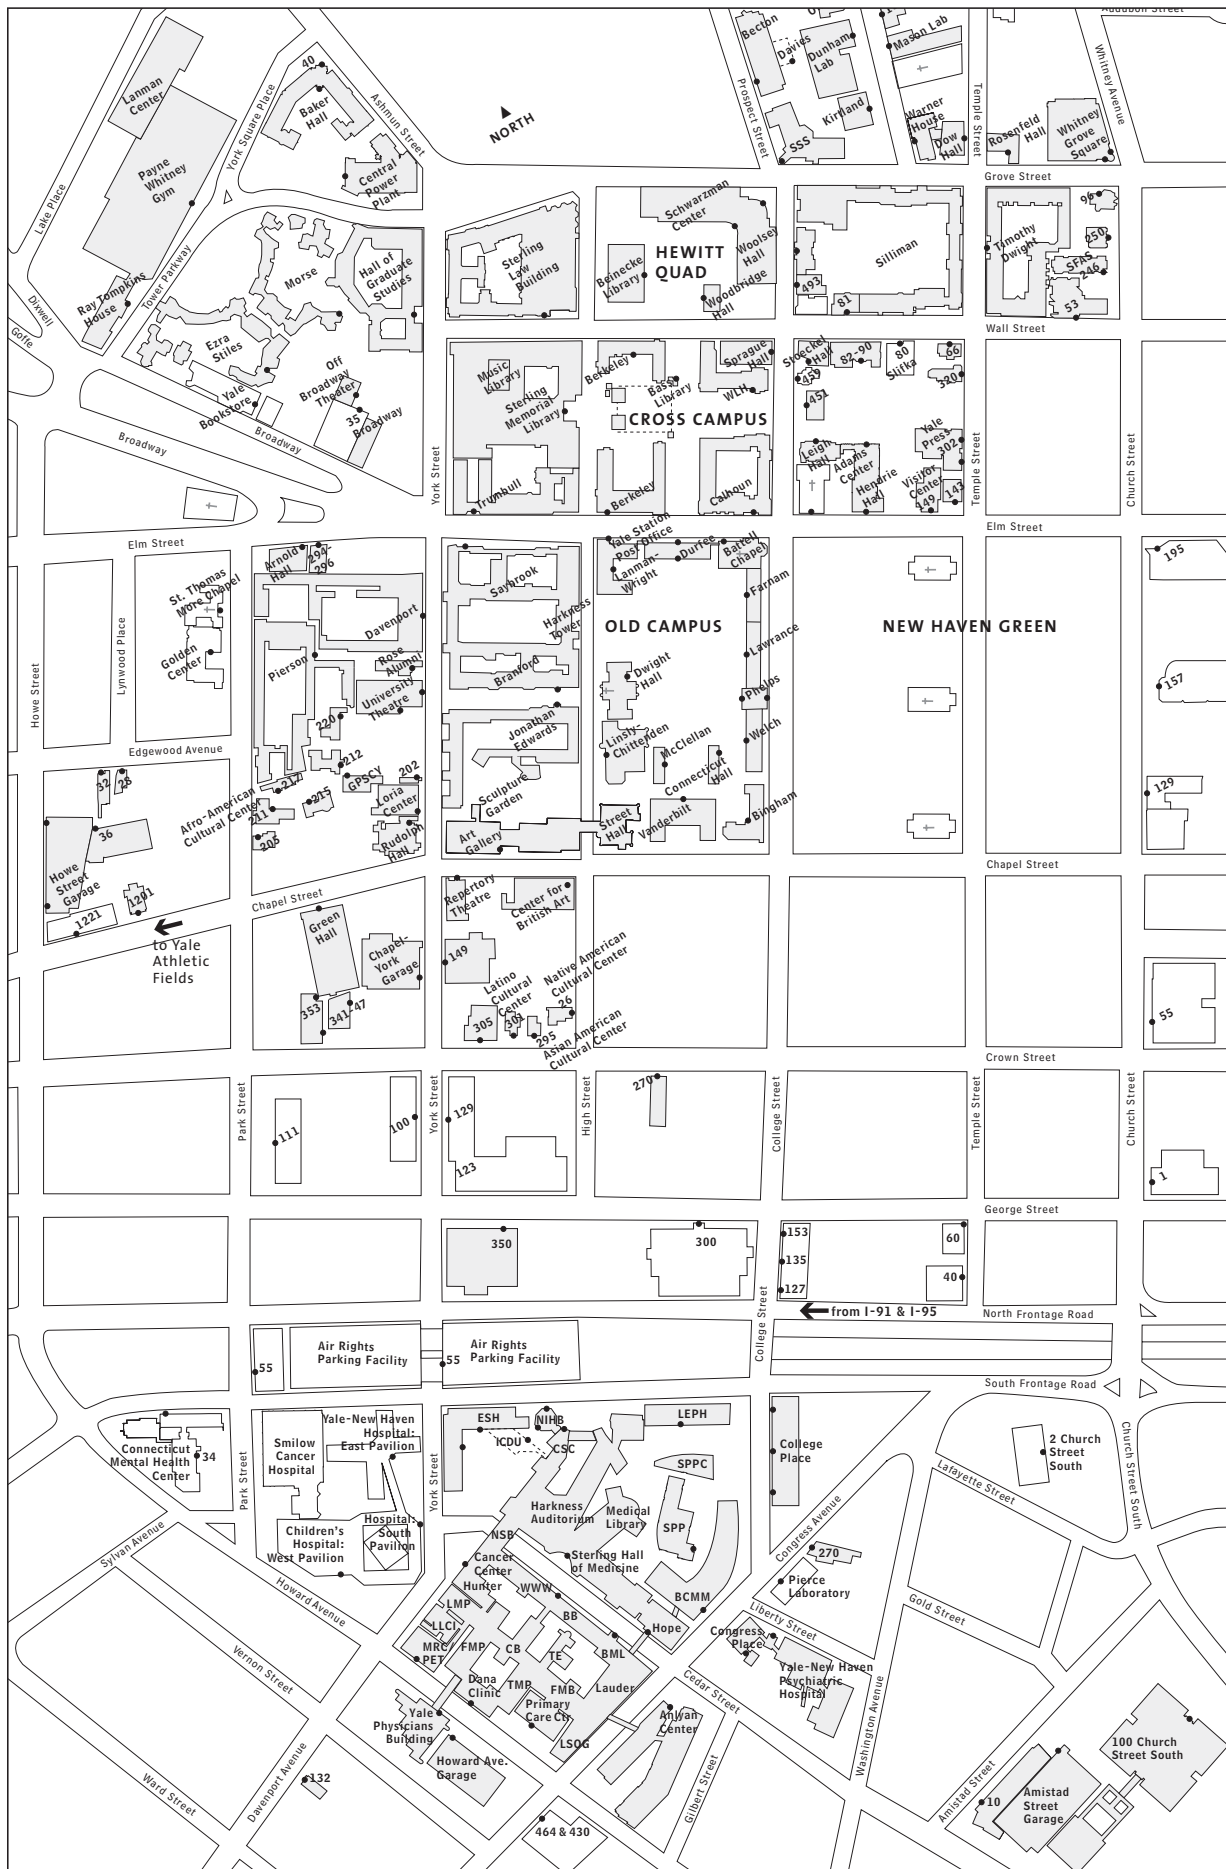 Audubon Street
Becton
Davies
Dunham
Lab
Mason Lab
Whitney Avenue
Lanman
Center
40
Baker
Hall
York Square Place
Ashmun Street
NORTH
Prospect Street
Kirkland
SSS
Temple Street
Warner
House
Dow
Hall
Rosenfeld
Hall
Whitney
Grove
Square
Payne
Whitney
Gym
Central
Power
Plant
Lake Place
Grove Street
Tower Parkway
Ray Tompkins
House
Dixwell
Goffe
Morse
Hall of
Graduate
Studies
Ezra
Stiles
Sterling
Law
Building
Schwarzman
Center
HEWITT
QUAD
Beinecke
Library
Woolsey
Hall
Woodbridge
Hall
493
81
Silliman
Timothy
Dwight
96
250
SFAS
246
53
Wall Street
Off
Broadway
Theater
Yale
Bookstore
35
Broadway
Broadway
Broadway
Music
Library
Sterling
Memorial
Library
Berkeley
Bass
Library
Sprague
Hall
WLH
CROSS CAMPUS
Stoeckel
Hall
459
451
82-90
80
Slifka
66
320
York Street
Trumbull
Berkeley
Calhoun
Leigh
Hall
Adams
Center
Hendrie
Hall
Yale
Press
302
Visitor
Center
149
143
Temple Street
Church Street
Elm Street
Elm Street
Arnold
Hall
294-
296
St. Thomas
More Chapel
Golden
Center
Lynwood Place
Howe Street
Davenport
Pierson
Rose
Alumni
University
Theatre
220
212
GPSCY
202
217
215
211
205
Afro-American
Cultural Center
Loria
Center
Rudolph
Hall
Saybrook
Harkness
Tower
Branford
Jonathan
Edwards
Sculpture
Garden
Art
Gallery
Street
Hall
Yale Station
Post Office
Lanman-
Wright
Durfee
Battell
Chapel
Farnam
OLD CAMPUS
Lawrance
Dwight
Hall
Phelps
Linsly-
Chittenden
McClellan
Welch
Connecticut
Hall
Vanderbilt
Bingham
NEW HAVEN GREEN
195
157
129
Edgewood Avenue
32
28
36
Howe
Street
Garage
1201
1221
to Yale
Athletic
Fields
Chapel Street
Chapel Street
Green
Hall
Chapel-
York
Garage
353
341-47
Repertory
Theatre
Center for
British Art
149
Latino
Cultural
Center
Native American
Cultural Center
26
305
301
295
Asian American
Cultural Center
55
Crown Street
Park Street
York Street
High Street
College Street
Temple Street
Church Street
111
100
129
123
270
1
George Street
350
300
153
135
127
60
40
from I-91 & I-95
North Frontage Road
College Street
55
Air Rights
Parking Facility
55
Air Rights
Parking Facility
South Frontage Road
Connecticut
Mental Health
Center
34
Park Street
Smilow
Cancer
Hospital
Yale-New Haven
Hospital:
East Pavilion
Children's
Hospital:
West Pavilion
Hospital:
South
Pavilion
York Street
ESH
NIHB
ICDU
CSC
LEPH
SPPC
Harkness
Auditorium
Medical
Library
SPP
College
Place
2 Church
Street
South
Church Street South
Lafayette Street
Congress Avenue
NSB
Sterling Hall
of Medicine
Cancer
Center
Hunter
WWW
BCMM
270
Pierce
Laboratory
Gold Street
Liberty Street
Sylvan Avenue
Howard Avenue
LMP
LLCI
MRC/
PET
FMP
BB
CB
TE
BML
Hope
Congress
Place
Yale-New Haven
Psychiatric
Hospital
Vernon Street
Dana
Clinic
TMP
FMB
Lauder
Primary
Care Ctr.
LSOG
Cedar Street
Anlyan
Center
Washington Avenue
Yale
Physicians
Building
Howard Ave.
Garage
Ward Street
Davenport Avenue
132
464 & 430
Gilbert Street
Amistad Street
10
Amistad
Street
Garage
100 Church
Street South